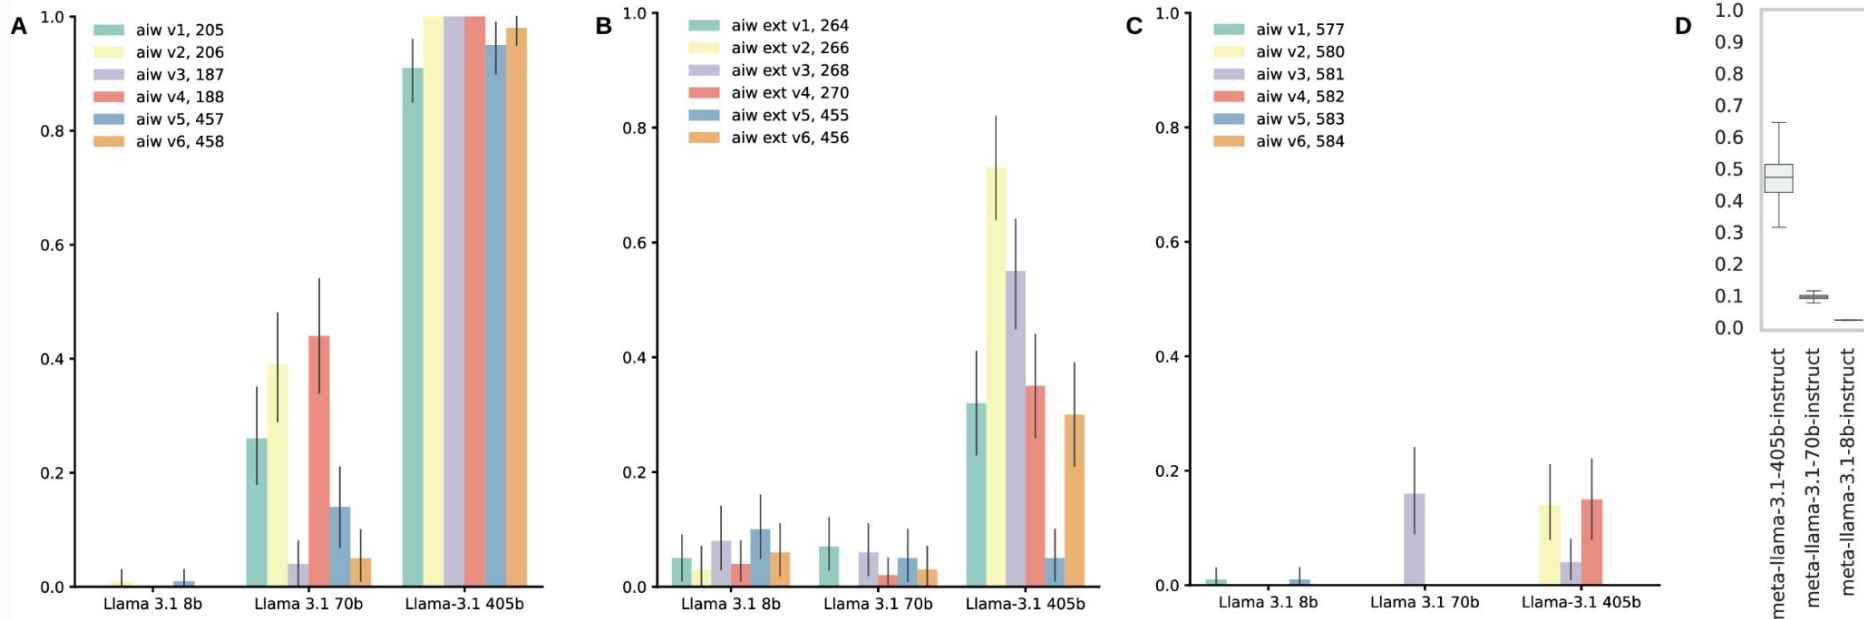 A
1.0
0.8
0.6
0.4
0.2
0.0
aiw v1, 205
aiw v2, 206
aiw v3, 187
aiw v4, 188
aiw v5, 457
aiw v6, 458
Llama 3.1 8b
Llama 3.1 70b
Llama-3.1 405b
B
1.0
0.8
0.6
0.4
0.2
0.0
aiw ext v1, 264
aiw ext v2, 266
aiw ext v3, 268
aiw ext v4, 270
aiw ext v5, 455
aiw ext v6, 456
Llama 3.1 8b
Llama 3.1 70b
Llama-3.1 405b
C
1.0
0.8
0.6
0.4
0.2
0.0
aiw v1, 577
aiw v2, 580
aiw v3, 581
aiw v4, 582
aiw v5, 583
aiw v6, 584
Llama 3.1 8b
Llama 3.1 70b
Llama-3.1 405b
D
1.0
0.9
0.8
0.7
0.6
0.5
0.4
0.3
0.2
0.1
0.0
meta-llama-3.1-405b-instruct
meta-llama-3.1-70b-instruct
meta-llama-3.1-8b-instruct